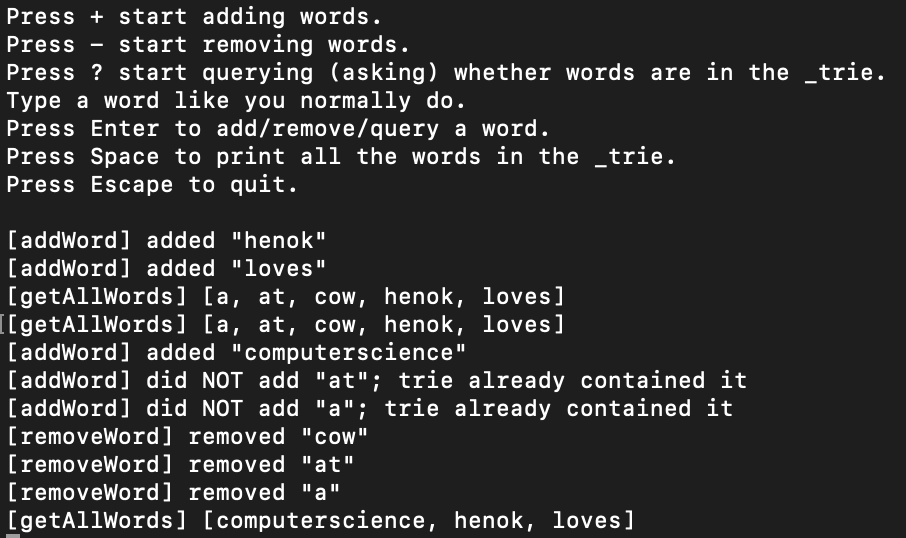 Press + start adding words.
Press – start removing words.
Press ? start querying (asking) whether words are in the _trie.
Type a word like you normally do.
Press Enter to add/remove/query a word.
Press Space to print all the words in the _trie.
Press Escape to quit.
[addWord] added "henok"
[addWord] added "loves"
[getAllWords] [a, at, cow, henok, loves]
[[getAllWords] [a, at, cow, henok, loves]
[addWord] added "computerscience"
[addWord] did NOT add "at"; trie already contained it
[addWord] did NOT add "a"; trie already contained it
[removeWord] removed "cow"
[removeWord] removed "at"
[removeWord] removed "a"
[getAllWords] [computerscience, henok, loves]